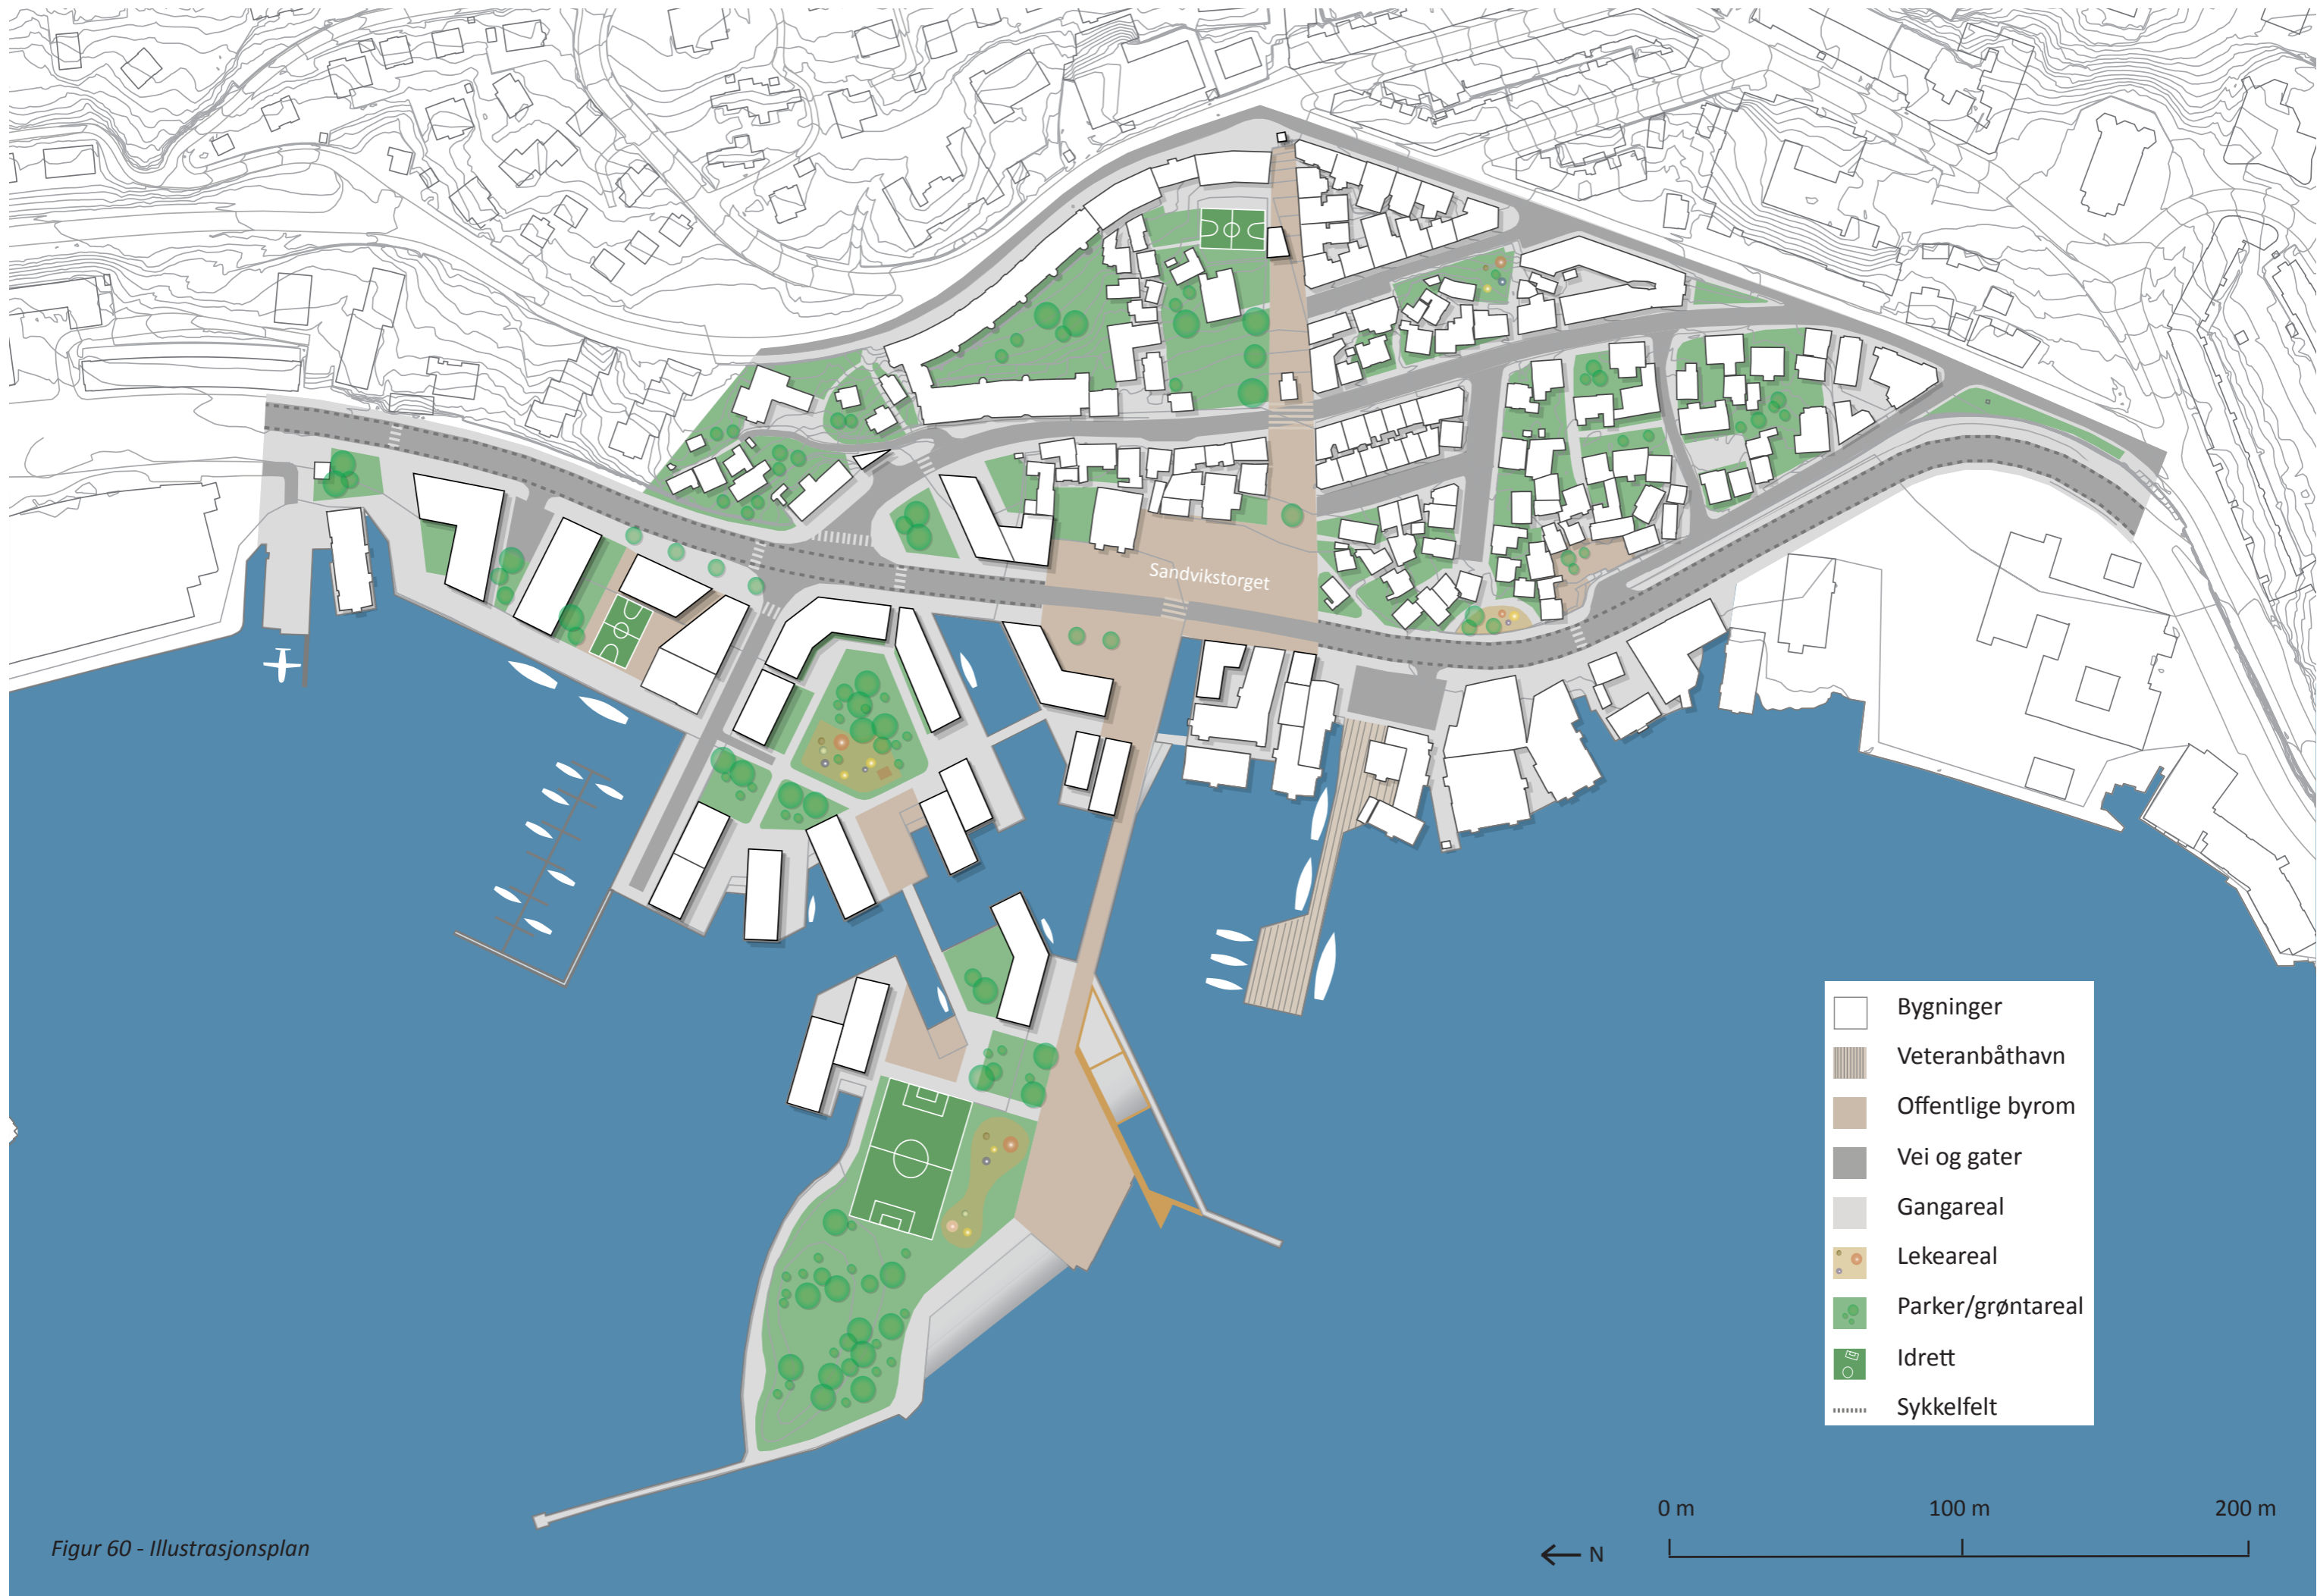 Sandvikstorget
Bygninger
Veteranbåthavn
Offentlige byrom
Vei og gater
Gangareal
Lekeareal
Parker/grøntareal
Idrett
Sykkelfelt
0 m 100 m 200 m
N
Figur 60 - Illustrasjonsplan